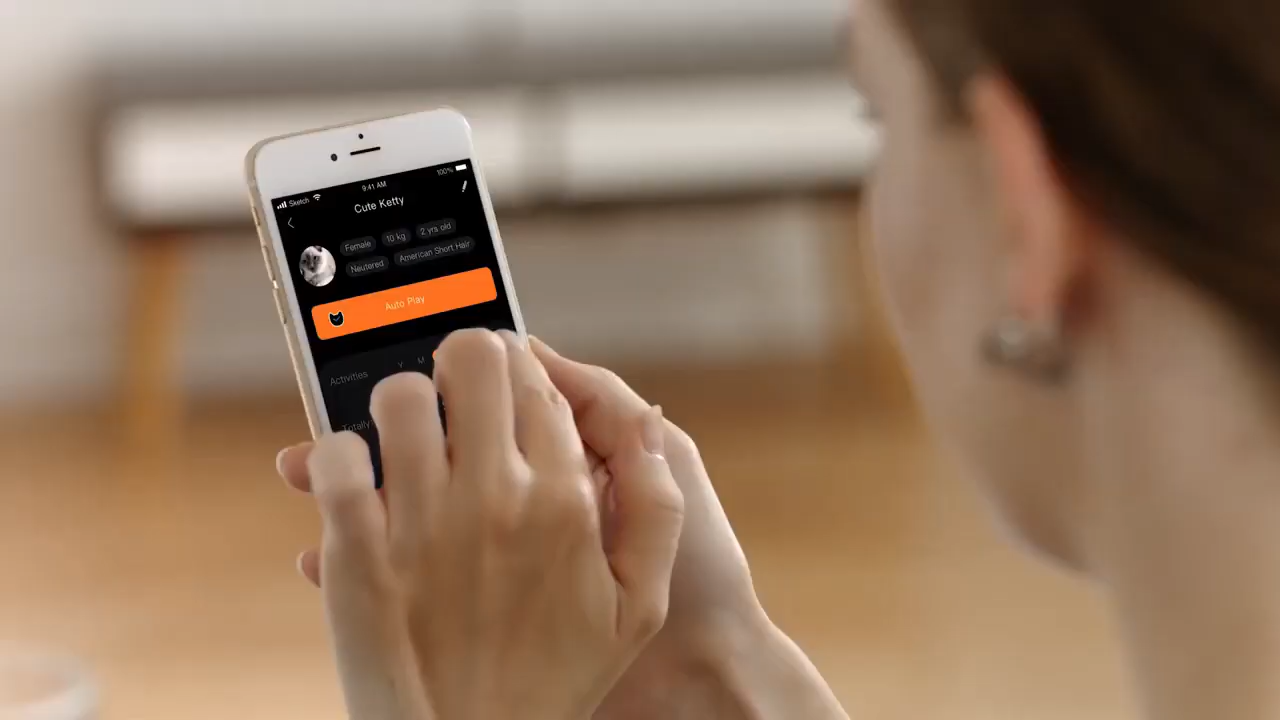 Sketch 9:41 AM 100%
Cute Ketty
Female 10 kg 2 yrs old
Neutered American Short Hair
Auto Play
Activities Y M
Totally